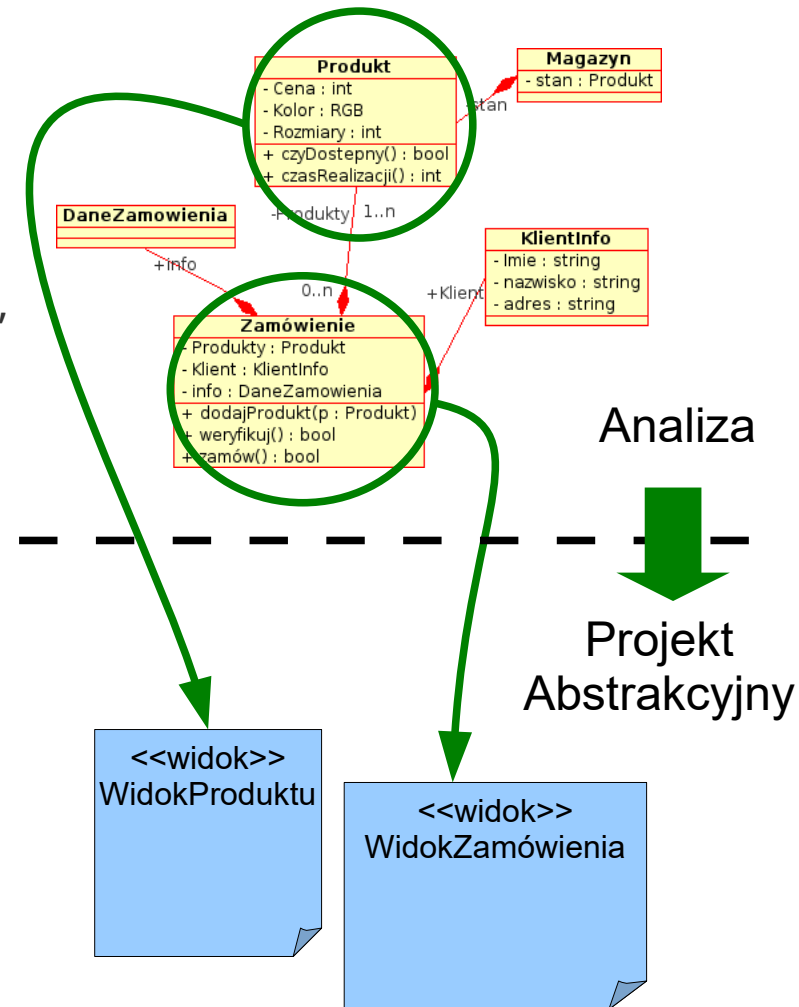 Produkt
- Cena : int
- Kolor : RGB
- Rozmiary : int
+ czyDostepny() : bool
+ czasRealizacji() : int
Magazyn
- stan : Produkt
-stan
DaneZamowienia
-Produkty
1..n
KlientInfo
- Imie : string
- nazwisko : string
- adres : string
+info
0..n
+Klient
,
Zamówienie
- Produkty : Produkt
- Klient : KlientInfo
- info : DaneZamowienia
+ dodajProdukt(p : Produkt)
+ weryfikuj() : bool
+ zamów() : bool
Analiza
Projekt
Abstrakcyjny
<<widok>>
WidokProduktu
<<widok>>
WidokZamówienia